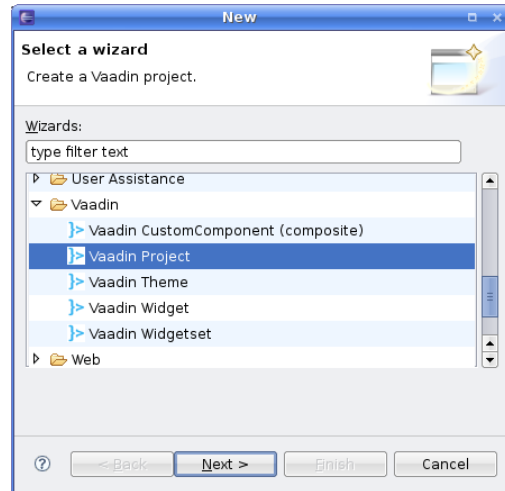 New
Select a wizard
Create a Vaadin project.
Wizards:
type filter text
User Assistance
Vaadin
Vaadin CustomComponent (composite)
Vaadin Project
Vaadin Theme
Vaadin Widget
Vaadin Widgetset
Web
< Back Next > Finish Cancel